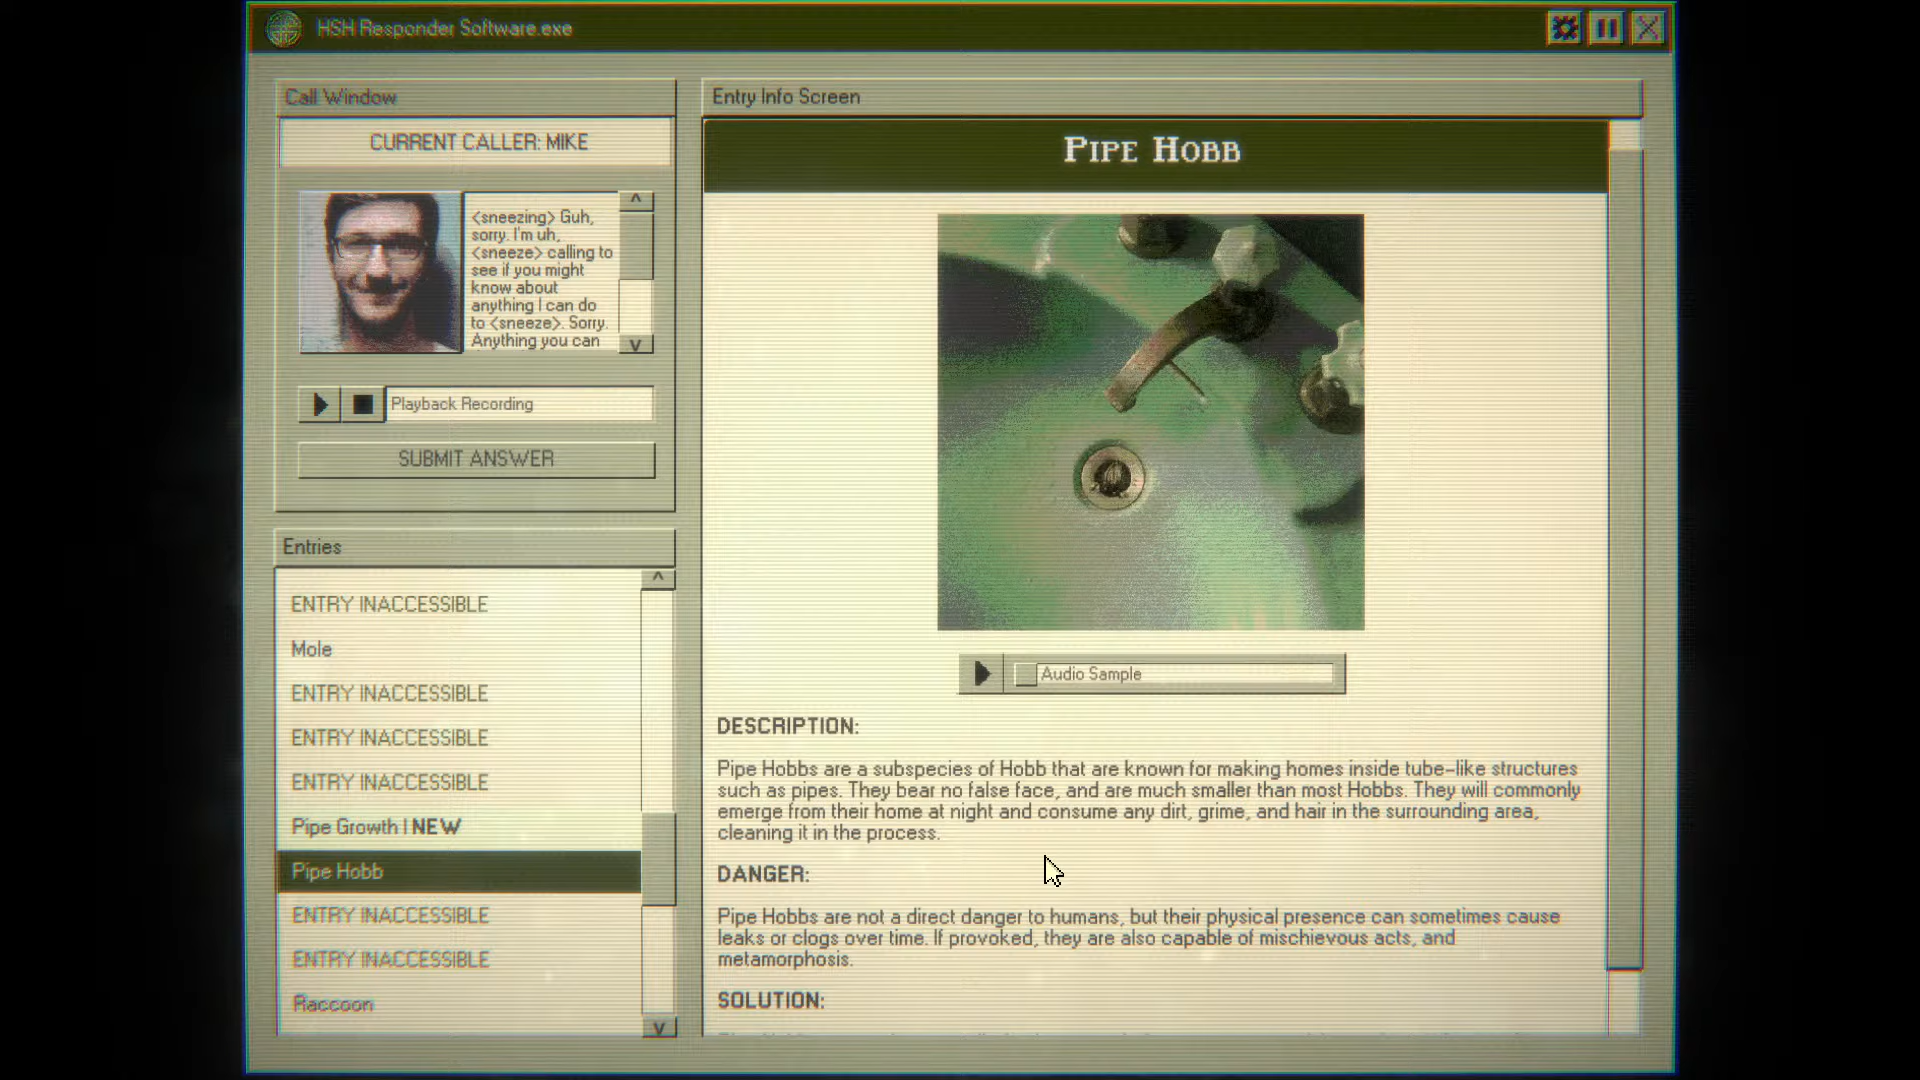 HSH Responder Software.exe
Call Window
CURRENT CALLER: MIKE
<sneezing> Guh,
sorry. I'm uh,
<sneeze> calling to
see if you might
know about
anything I can do
to <sneeze>. Sorry.
Anything you can
Playback Recording
SUBMIT ANSWER
Entries
ENTRY INACCESSIBLE
Mole
ENTRY INACCESSIBLE
ENTRY INACCESSIBLE
ENTRY INACCESSIBLE
Pipe Growth | NEW
Pipe Hobb
ENTRY INACCESSIBLE
ENTRY INACCESSIBLE
Raccoon
Entry Info Screen
PIPE HOBB
Audio Sample
DESCRIPTION:
Pipe Hobbs are a subspecies of Hobb that are known for making homes inside tube-like structures
such as pipes. They bear no false face, and are much smaller than most Hobbs. They will commonly
emerge from their home at night and consume any dirt, grime, and hair in the surrounding area,
cleaning it in the process.
DANGER:
Pipe Hobbs are not a direct danger to humans, but their physical presence can sometimes cause
leaks or clogs over time. If provoked, they are also capable of mischievous acts, and
metamorphosis.
SOLUTION: